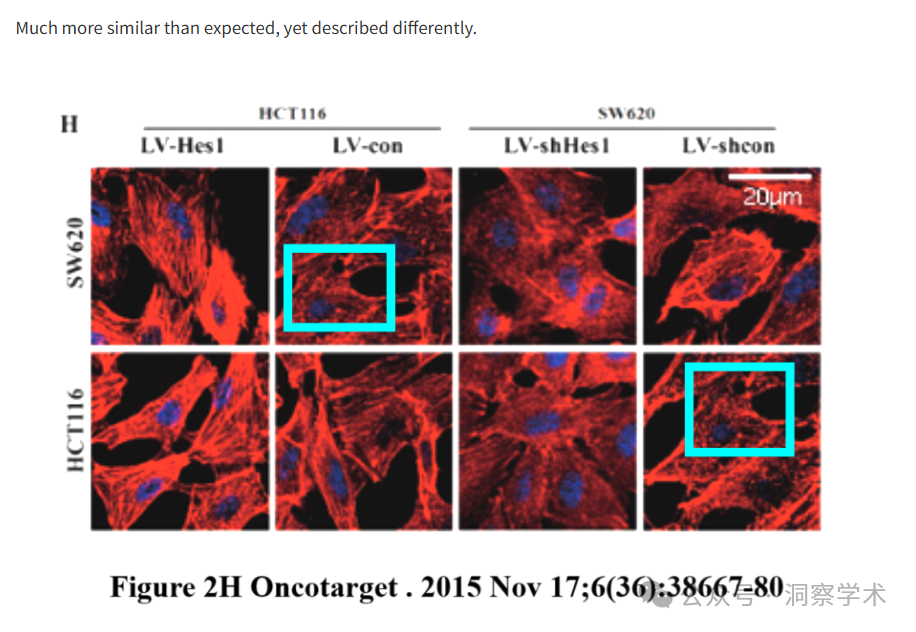 Much more similar than expected, yet described differently.
H
HCT116 SW620
LV-Hes1 LV-con LV-shHes1 LV-shcon
SW620
20μm
HCT116
Figure 2H Oncotarget . 2015 Nov 17;6(36):38667-80
公众号 洞察学术